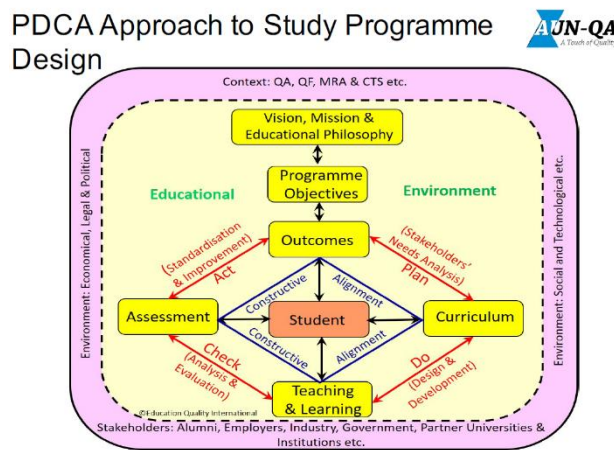 PDCA Approach to Study Programme
Design
AUN-QA
A Touch of Quality
Context: QA, QF, MRA & CTS etc.
Vision, Mission &
Educational Philosophy
Programme
Objectives
Educational
Environment
Outcomes
(Standardisation
& Improvement)
Act
(Stakeholders'
Needs Analysis)
Plan
Constructive
Alignment
Assessment
Student
Curriculum
Constructive
Alignment
Check
(Analysis &
Evaluation)
Do
(Design &
Development)
Teaching
& Learning
©Education Quality International
Environment: Economical, Legal & Political
Environment: Social and Technological etc.
Stakeholders: Alumni, Employers, Industry, Government, Partner Universities &
Institutions etc.